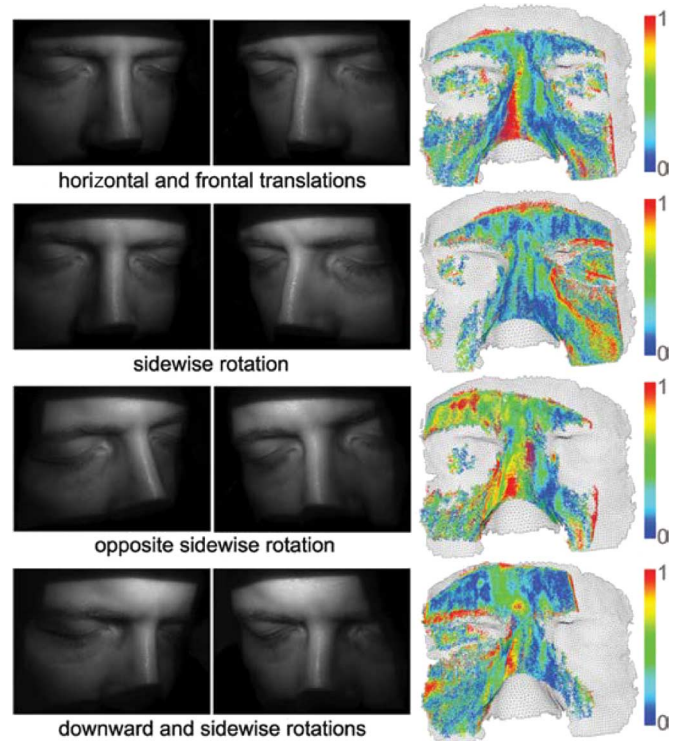 1
0
horizontal and frontal translations
1
0
sidewise rotation
1
0
opposite sidewise rotation
1
0
downward and sidewise rotations